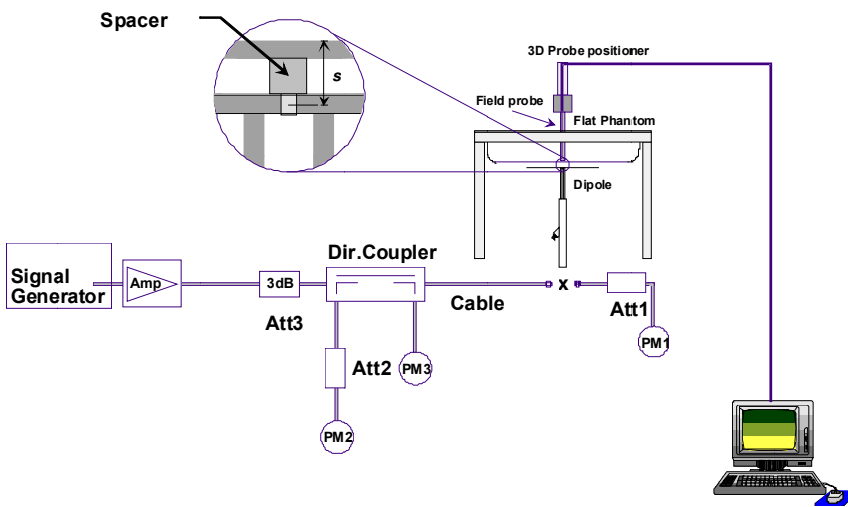 Spacer
s
3D Probe positioner
Field probe
Flat Phantom
Dipole
Signal
Generator
Amp
3dB
Att3
Dir.Coupler
Cable
x
Att1
PM1
Att2
PM3
PM2